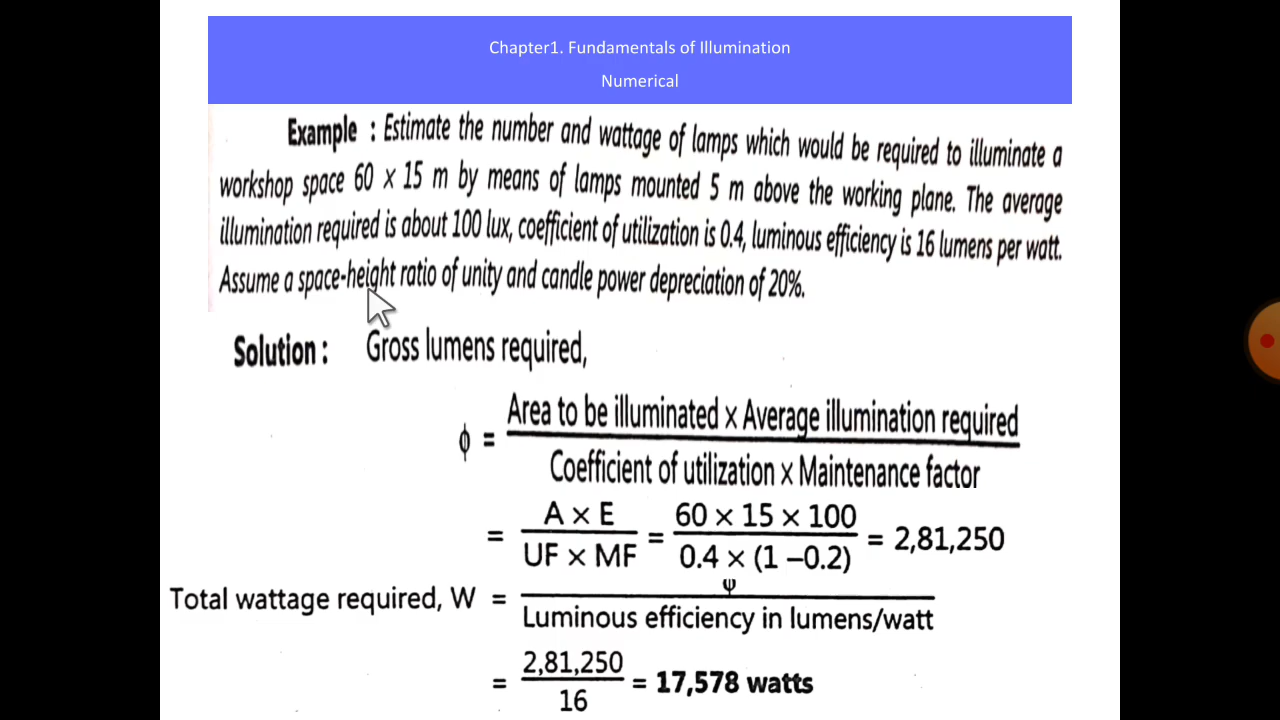 Chapter1. Fundamentals of Illumination
Numerical
Example : Estimate the number and wattage of lamps which would be required to illuminate a
workshop space 60 × 15 m by means of lamps mounted 5 m above the working plane. The average
illumination required is about 100 lux, coefficient of utilization is 0.4, luminous efficiency is 16 lumens per watt.
Assume a space-height ratio of unity and candle power depreciation of 20%.
Solution : Gross lumens required,
ϕ = Area to be illuminated × Average illumination required
Coefficient of utilization × Maintenance factor
= A × E / UF × MF = 60 × 15 × 100 / 0.4 × (1 –0.2) = 2,81,250
Total wattage required, W = ψ
Luminous efficiency in lumens/watt
= 2,81,250 / 16 = 17,578 watts